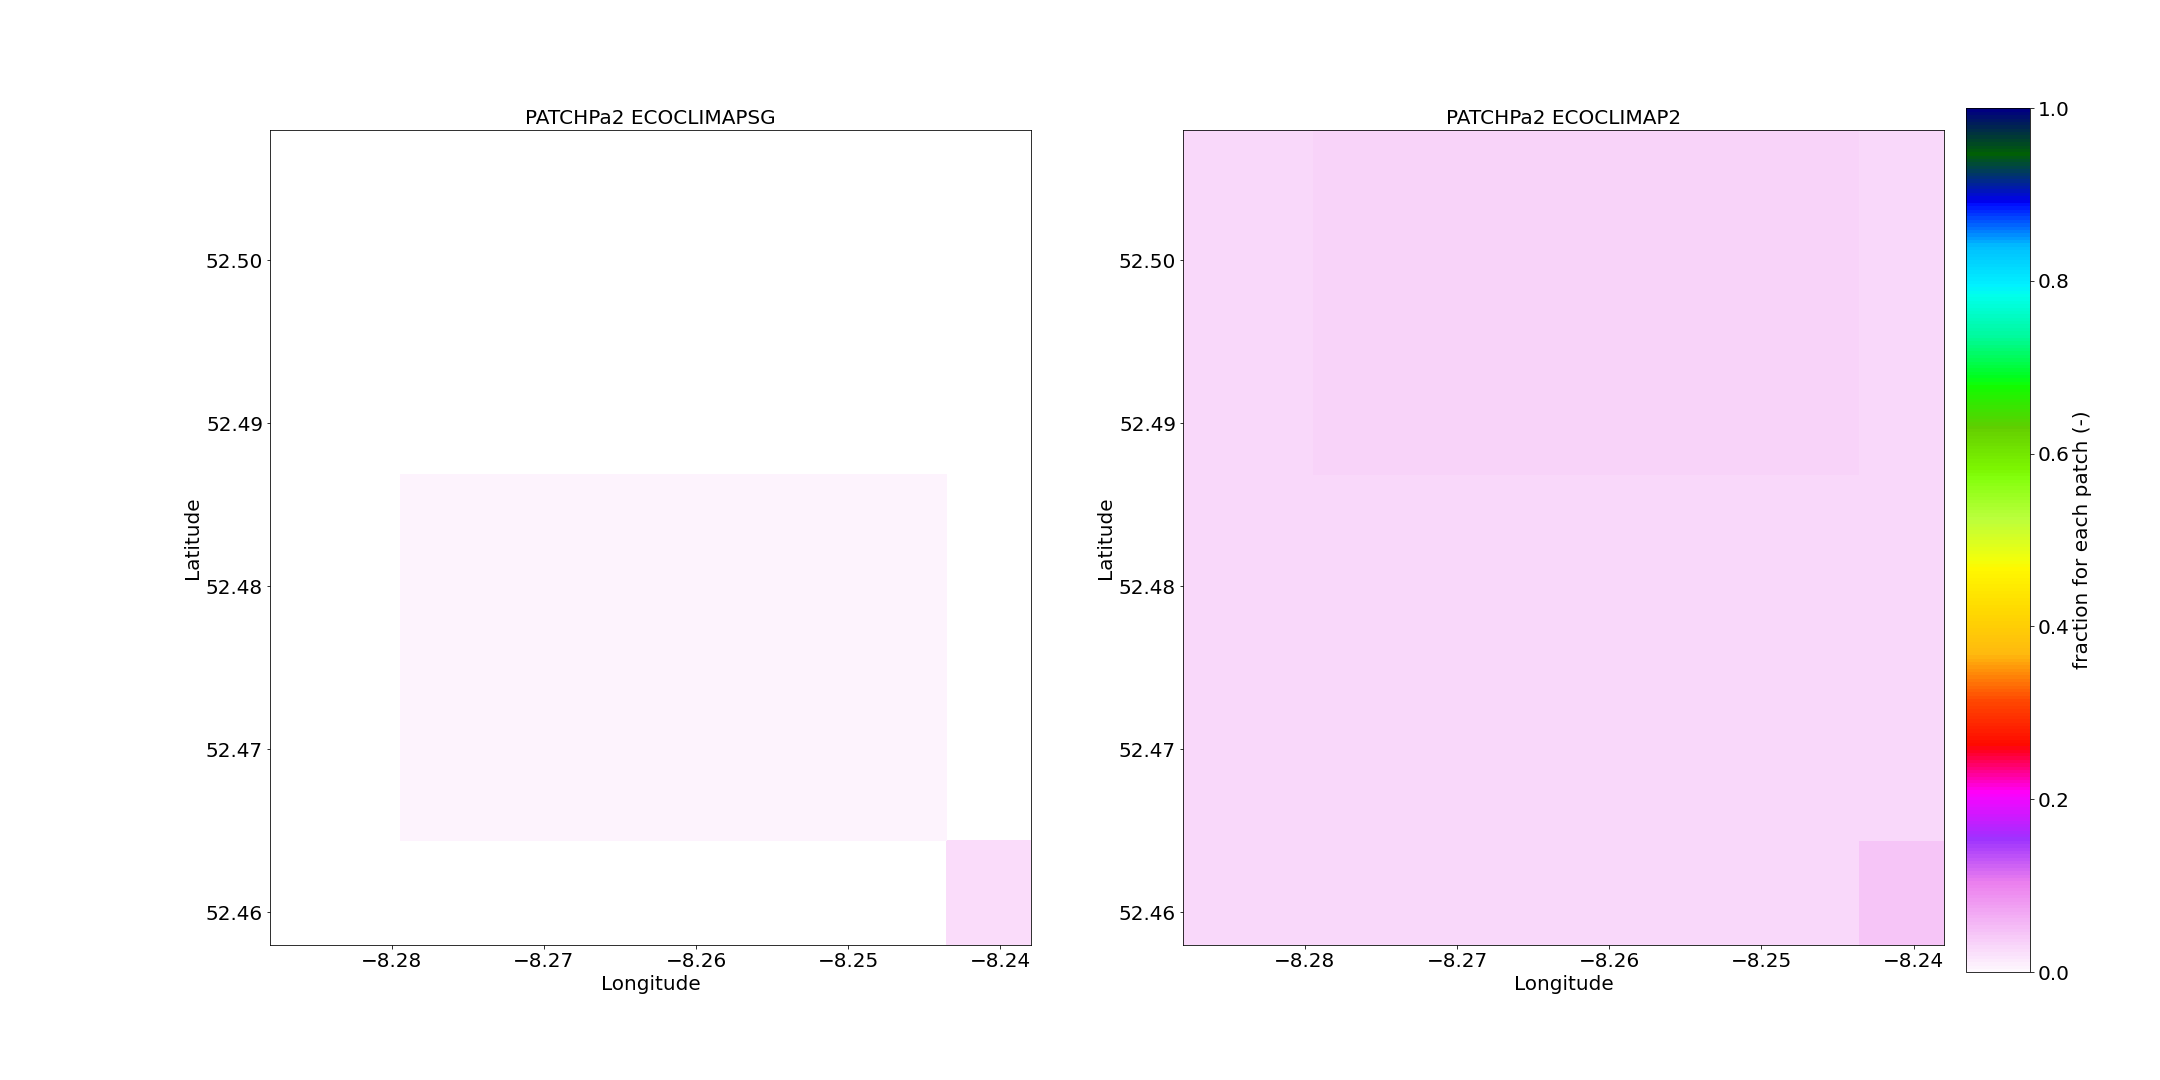 PATCHPa2 ECOCLIMAPSG
Latitude
52.50
52.49
52.48
52.47
52.46
−8.28 −8.27 −8.26 −8.25 −8.24
Longitude
PATCHPa2 ECOCLIMAP2
Latitude
52.50
52.49
52.48
52.47
52.46
−8.28 −8.27 −8.26 −8.25 −8.24
Longitude
1.0
0.8
0.6
0.4
0.2
0.0
fraction for each patch (-)